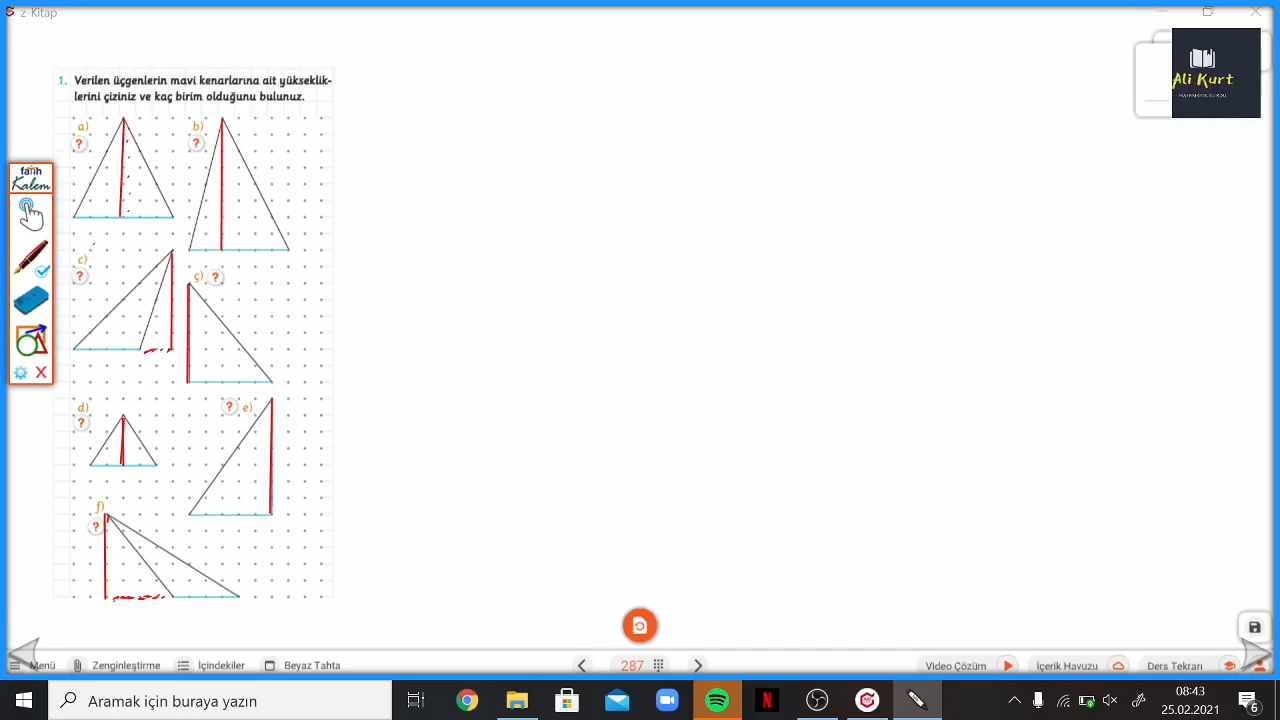 z-Kitap
Ali Kurt
1. Verilen üçgenlerin mavi kenarlarına ait yükseklik-
lerini çiziniz ve kaç birim olduğunu bulunuz.
a)
?
b)
?
fatih
Kalem
c)
?
ç)
?
d)
?
?
e)
f)
?
Menü
Zenginleştirme
İçindekiler
Beyaz Tahta
287
Video Çözüm
İçerik Havuzu
Ders Tekrarı
Aramak için buraya yazın
08:43
25.02.2021
6